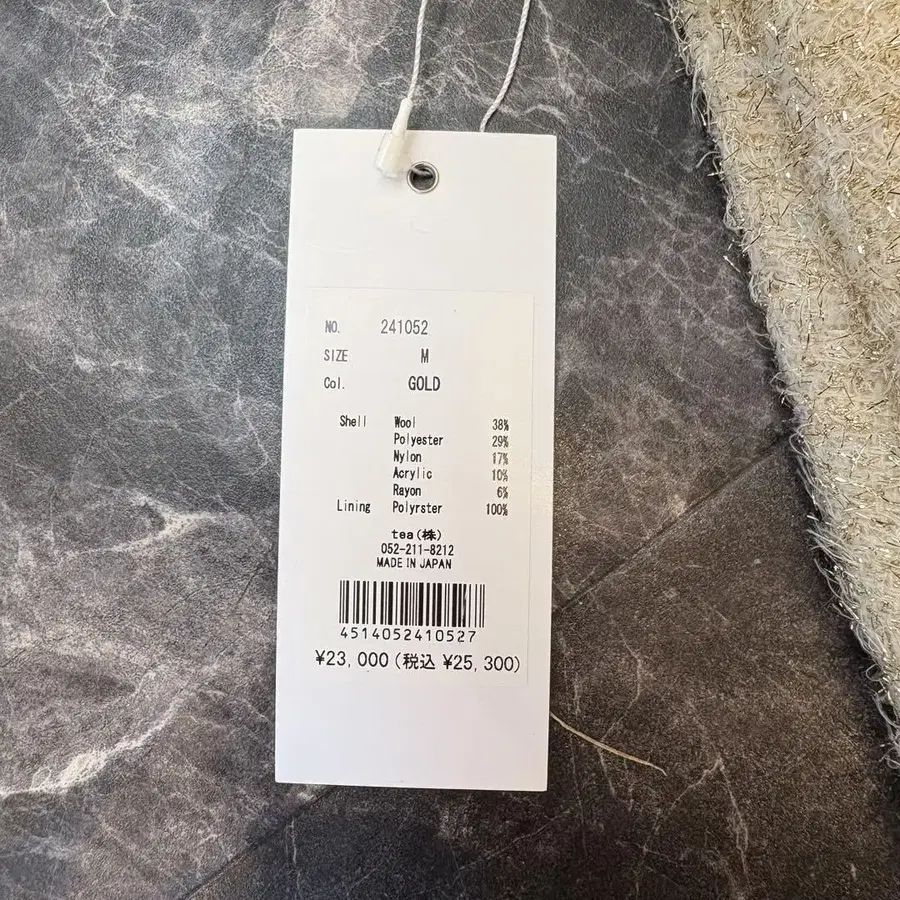 NO. 241052
SIZE M
Col. GOLD
Shell Wool 38%
Polyester 29%
Nylon 17%
Acrylic 10%
Rayon 6%
Lining Polyrster 100%
tea(株)
052-211-8212
MADE IN JAPAN
4514052410527
¥23,000(税込 ¥25,300)